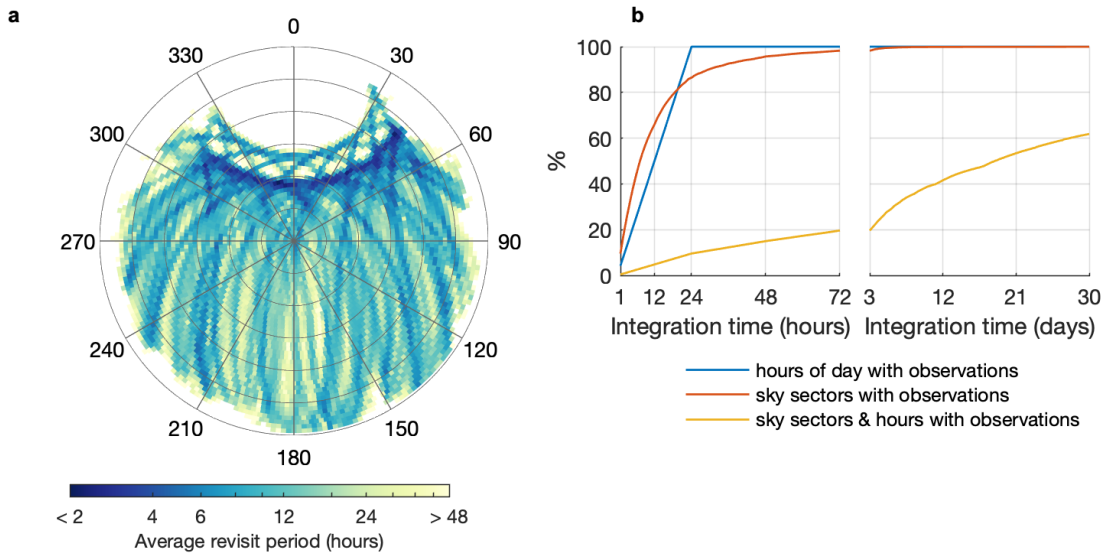 a
0
30
60
90
120
150
180
210
240
270
300
330
< 2 4 6 12 24 > 48
Average revisit period (hours)
b
%
100
80
60
40
20
0
1 12 24 48 72
Integration time (hours)
3 12 21 30
Integration time (days)
hours of day with observations
sky sectors with observations
sky sectors & hours with observations